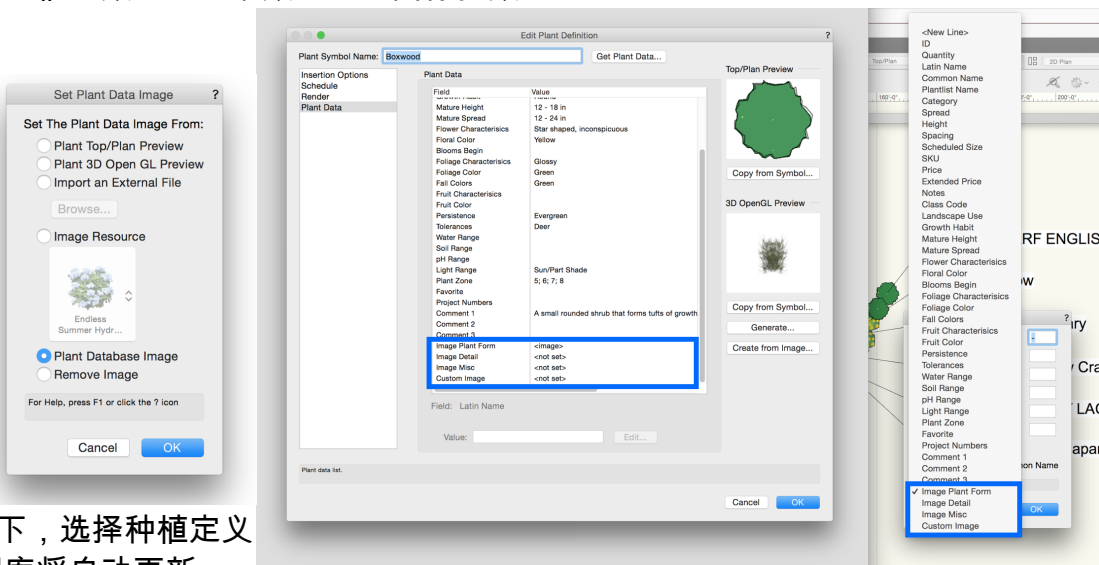 Set Plant Data Image
?
Set The Plant Data Image From:
Plant Top/Plan Preview
Plant 3D Open GL Preview
Import an External File
Browse...
Image Resource
Endless
Summer Hydr...
Plant Database Image
Remove Image
For Help, press F1 or click the ? icon
Cancel
OK
下，选择种植定义
Edit Plant Definition
?
Plant Symbol Name:
Boxwood
Get Plant Data...
Insertion Options
Schedule
Render
Plant Data
Plant Data
Field Value
Mature Height 12 - 18 in
Mature Spread 12 - 24 in
Flower Characterisics Star shaped, inconspicuous
Floral Color Yellow
Blooms Begin
Foliage Characterisics Glossy
Foliage Color Green
Fall Colors Green
Fruit Characterisics
Fruit Color
Persistence Evergreen
Tolerances Deer
Water Range
Soil Range
pH Range
Light Range Sun/Part Shade
Plant Zone 5; 6; 7; 8
Favorite
Project Numbers
Comment 1 A small rounded shrub that forms tufts of growth
Comment 2
Comment 3
Image Plant Form <image>
Image Detail <not set>
Image Misc <not set>
Custom Image <not set>
Field: Latin Name
Value:
Edit...
Plant data list.
Top/Plan Preview
Copy from Symbol...
3D OpenGL Preview
Copy from Symbol...
Generate...
Create from Image...
Cancel
OK
<New Line>
ID
Quantity
Latin Name
Common Name
Plantlist Name
Category
Spread
Height
Spacing
Scheduled Size
SKU
Price
Extended Price
Notes
Class Code
Landscape Use
Growth Habit
Mature Height
Mature Spread
Flower Characterisics
Floral Color
Blooms Begin
Foliage Characterisics
Foliage Color
Fall Colors
Fruit Characterisics
Fruit Color
Persistence
Tolerances
Water Range
Soil Range
pH Range
Light Range
Plant Zone
Favorite
Project Numbers
Comment 1
Comment 2
Comment 3
✓ Image Plant Form
Image Detail
Image Misc
Custom Image
Top/Plan
2D Plan
160'-0"
200'-0"
RF ENGLIS
?
OK